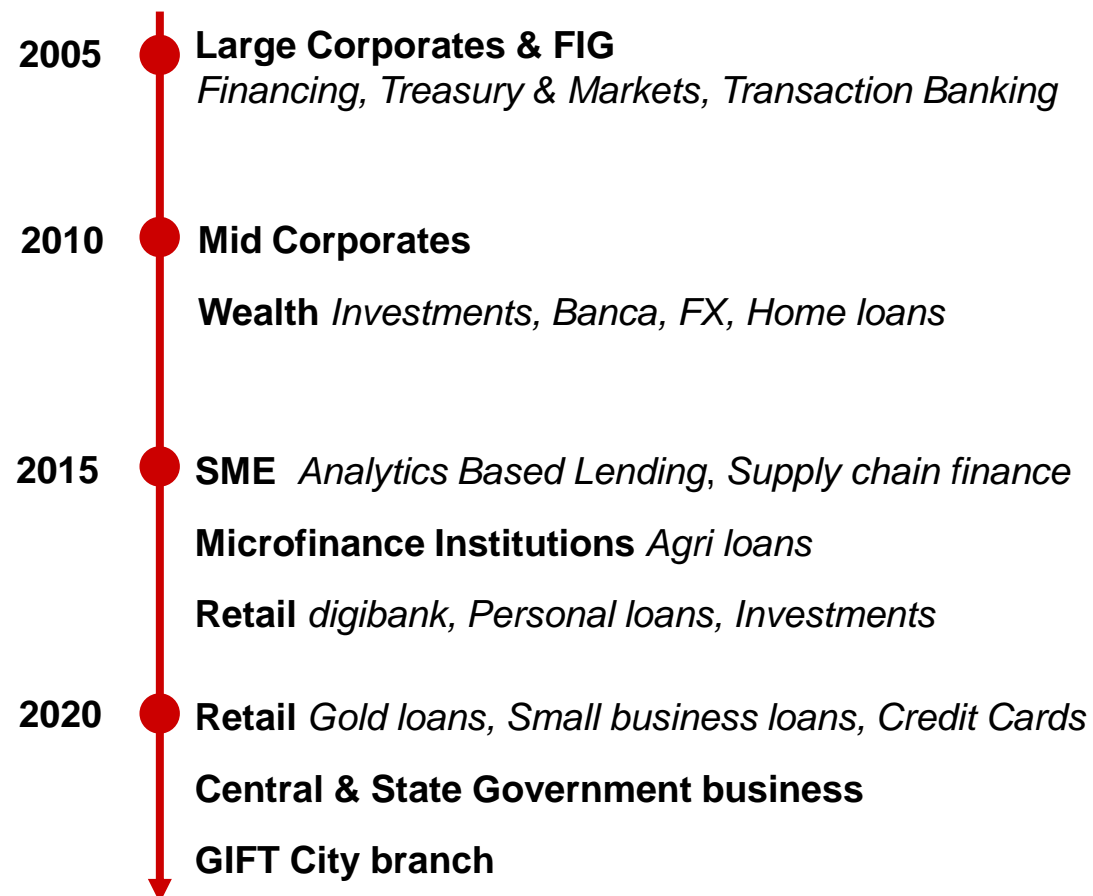 2005 Large Corporates & FIG
Financing, Treasury & Markets, Transaction Banking
2010 Mid Corporates
Wealth Investments, Banca, FX, Home loans
2015 SME Analytics Based Lending, Supply chain finance
Microfinance Institutions Agri loans
Retail digibank, Personal loans, Investments
2020 Retail Gold loans, Small business loans, Credit Cards
Central & State Government business
GIFT City branch